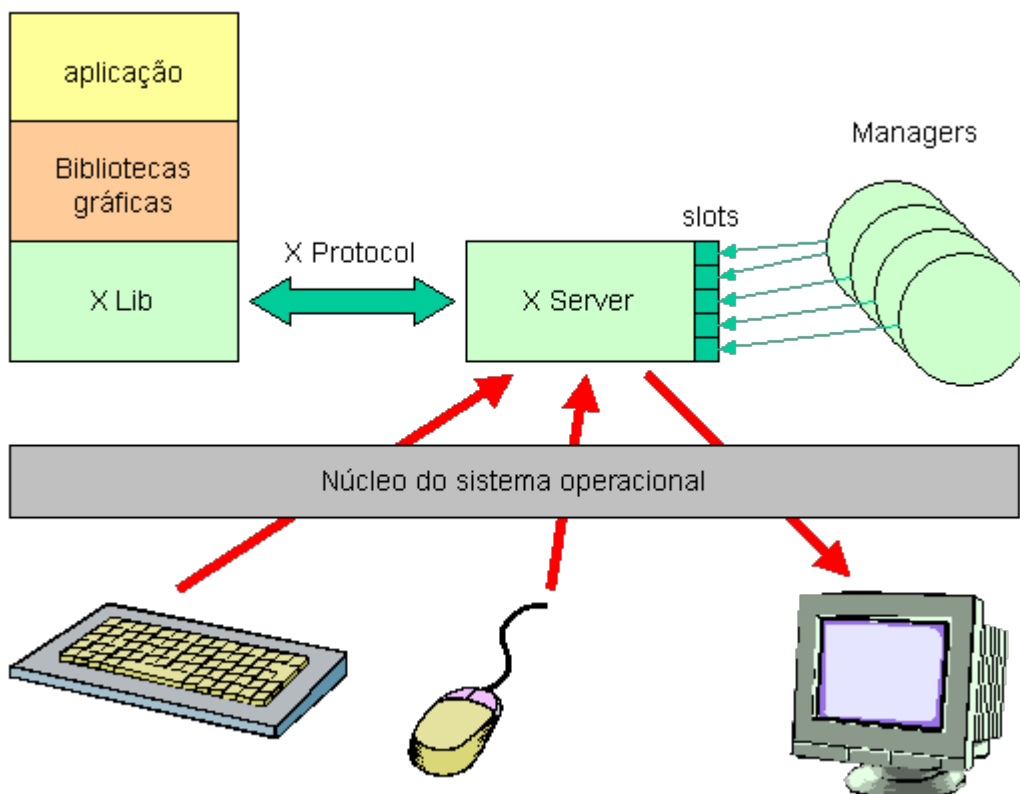 aplicação
Bibliotecas
gráficas
X Lib
X Protocol
X Server
slots
Managers
Núcleo do sistema operacional